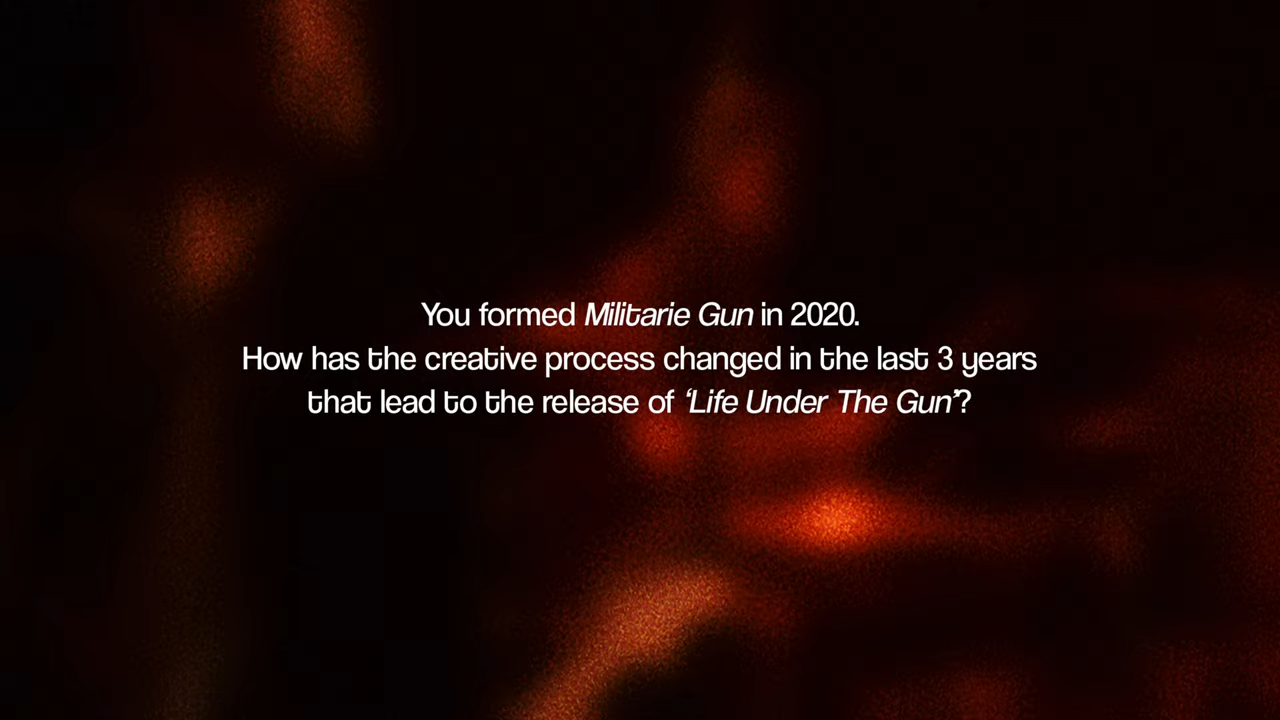 You formed Militarie Gun in 2020.
How has the creative process changed in the last 3 years
that lead to the release of ‘Life Under The Gun’?